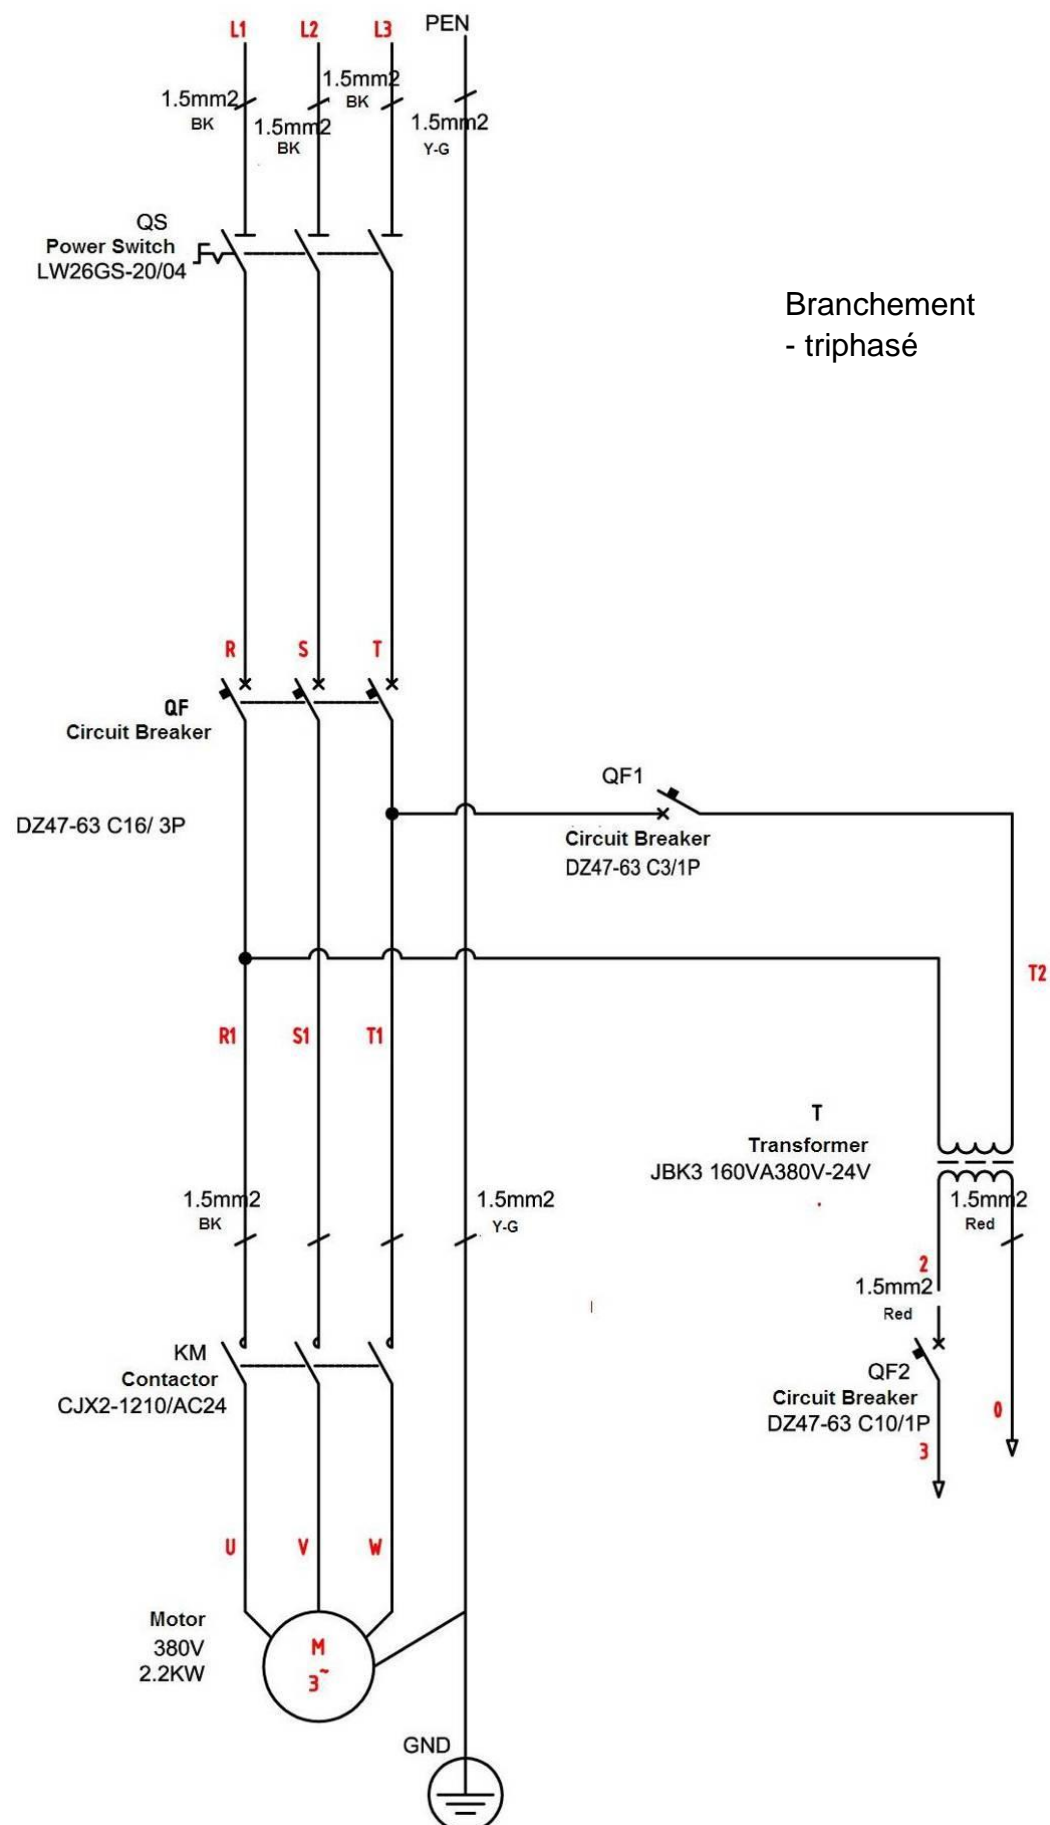 L1 L2 L3 PEN
1.5mm2
BK
1.5mm2
BK
1.5mm2
BK
1.5mm2
Y-G
QS
Power Switch
LW26GS-20/04
Branchement
- triphasé
R S T
QF
Circuit Breaker
DZ47-63 C16/ 3P
QF1
Circuit Breaker
DZ47-63 C3/1P
T2
R1 S1 T1
T
Transformer
JBK3 160VA380V-24V
1.5mm2
BK
1.5mm2
Y-G
1.5mm2
Red
2
1.5mm2
Red
KM
Contactor
CJX2-1210/AC24
QF2
Circuit Breaker
DZ47-63 C10/1P
0
3
U V W
Motor
380V
2.2KW
M
3~
GND